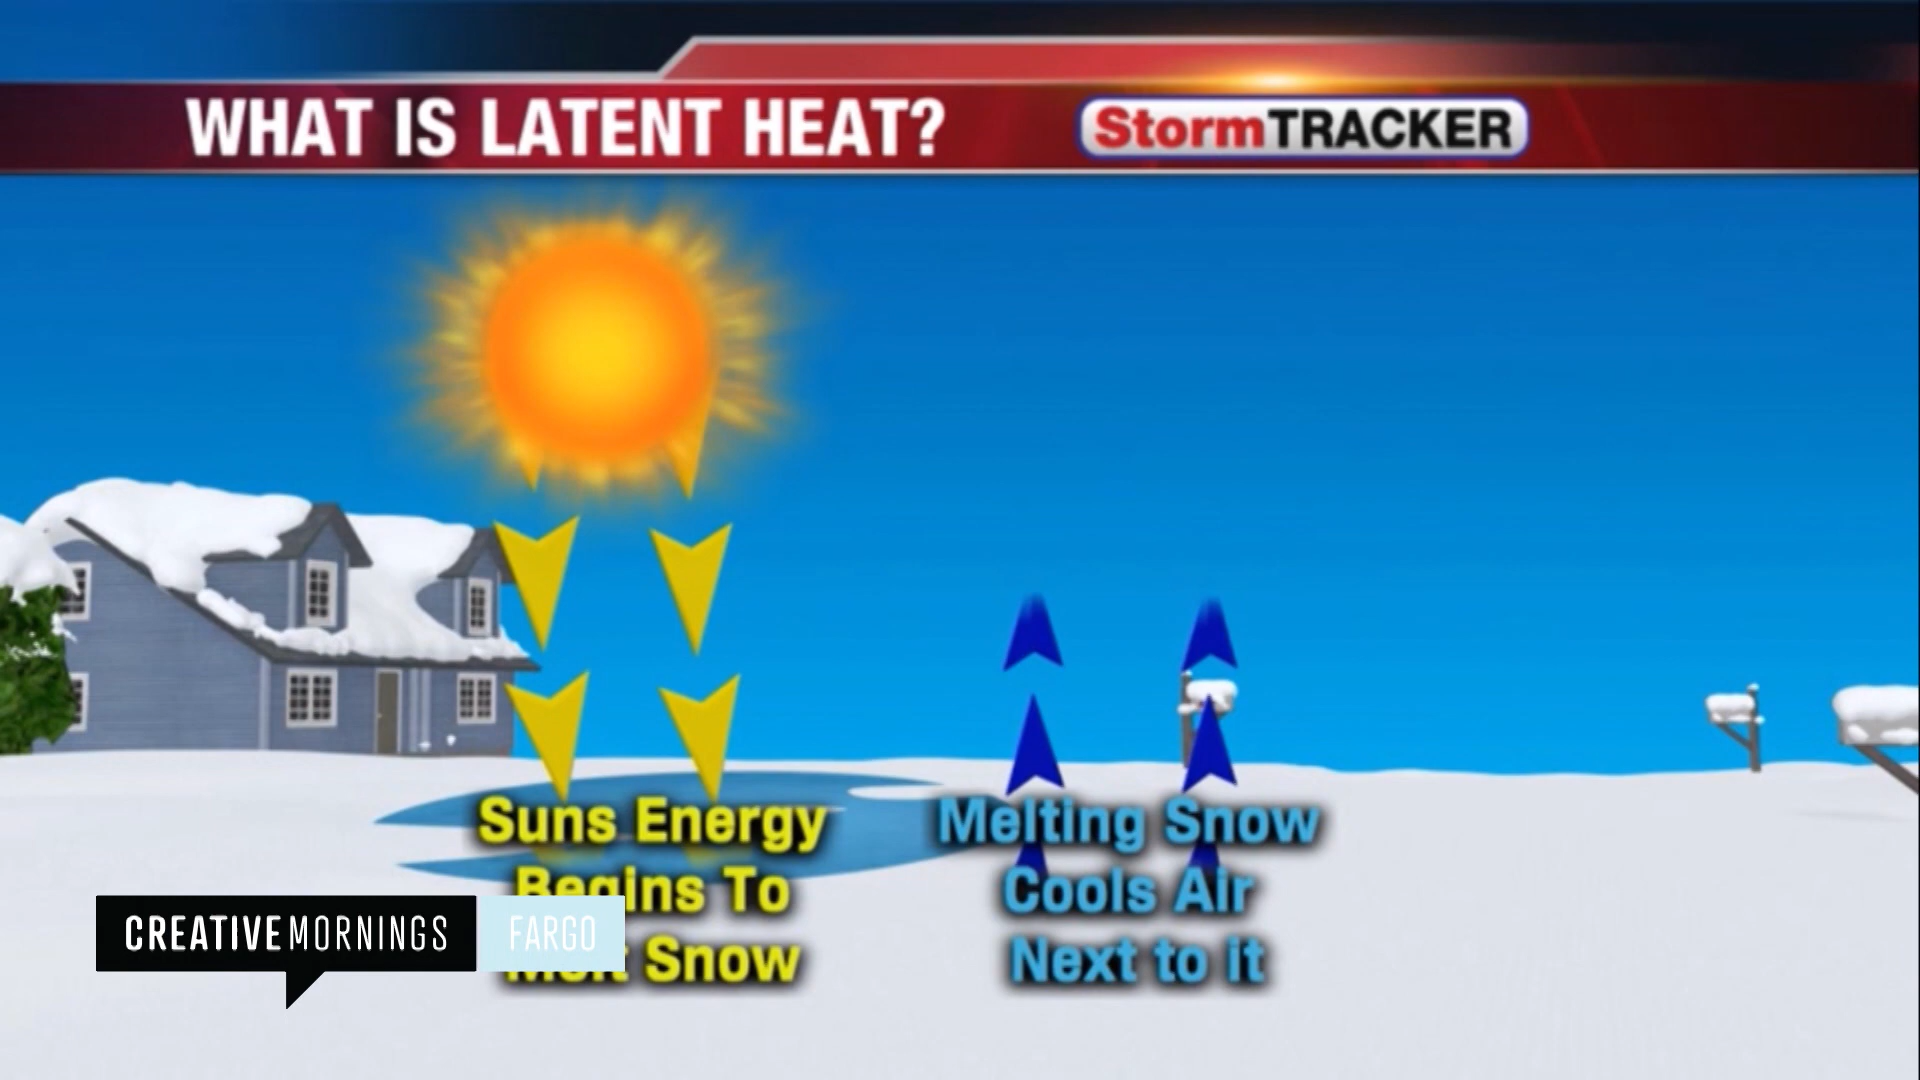 WHAT IS LATENT HEAT?
StormTRACKER
Suns Energy
Begins To
Melt Snow
Melting Snow
Cools Air
Next to it
CREATIVEMORNINGS
FARGO